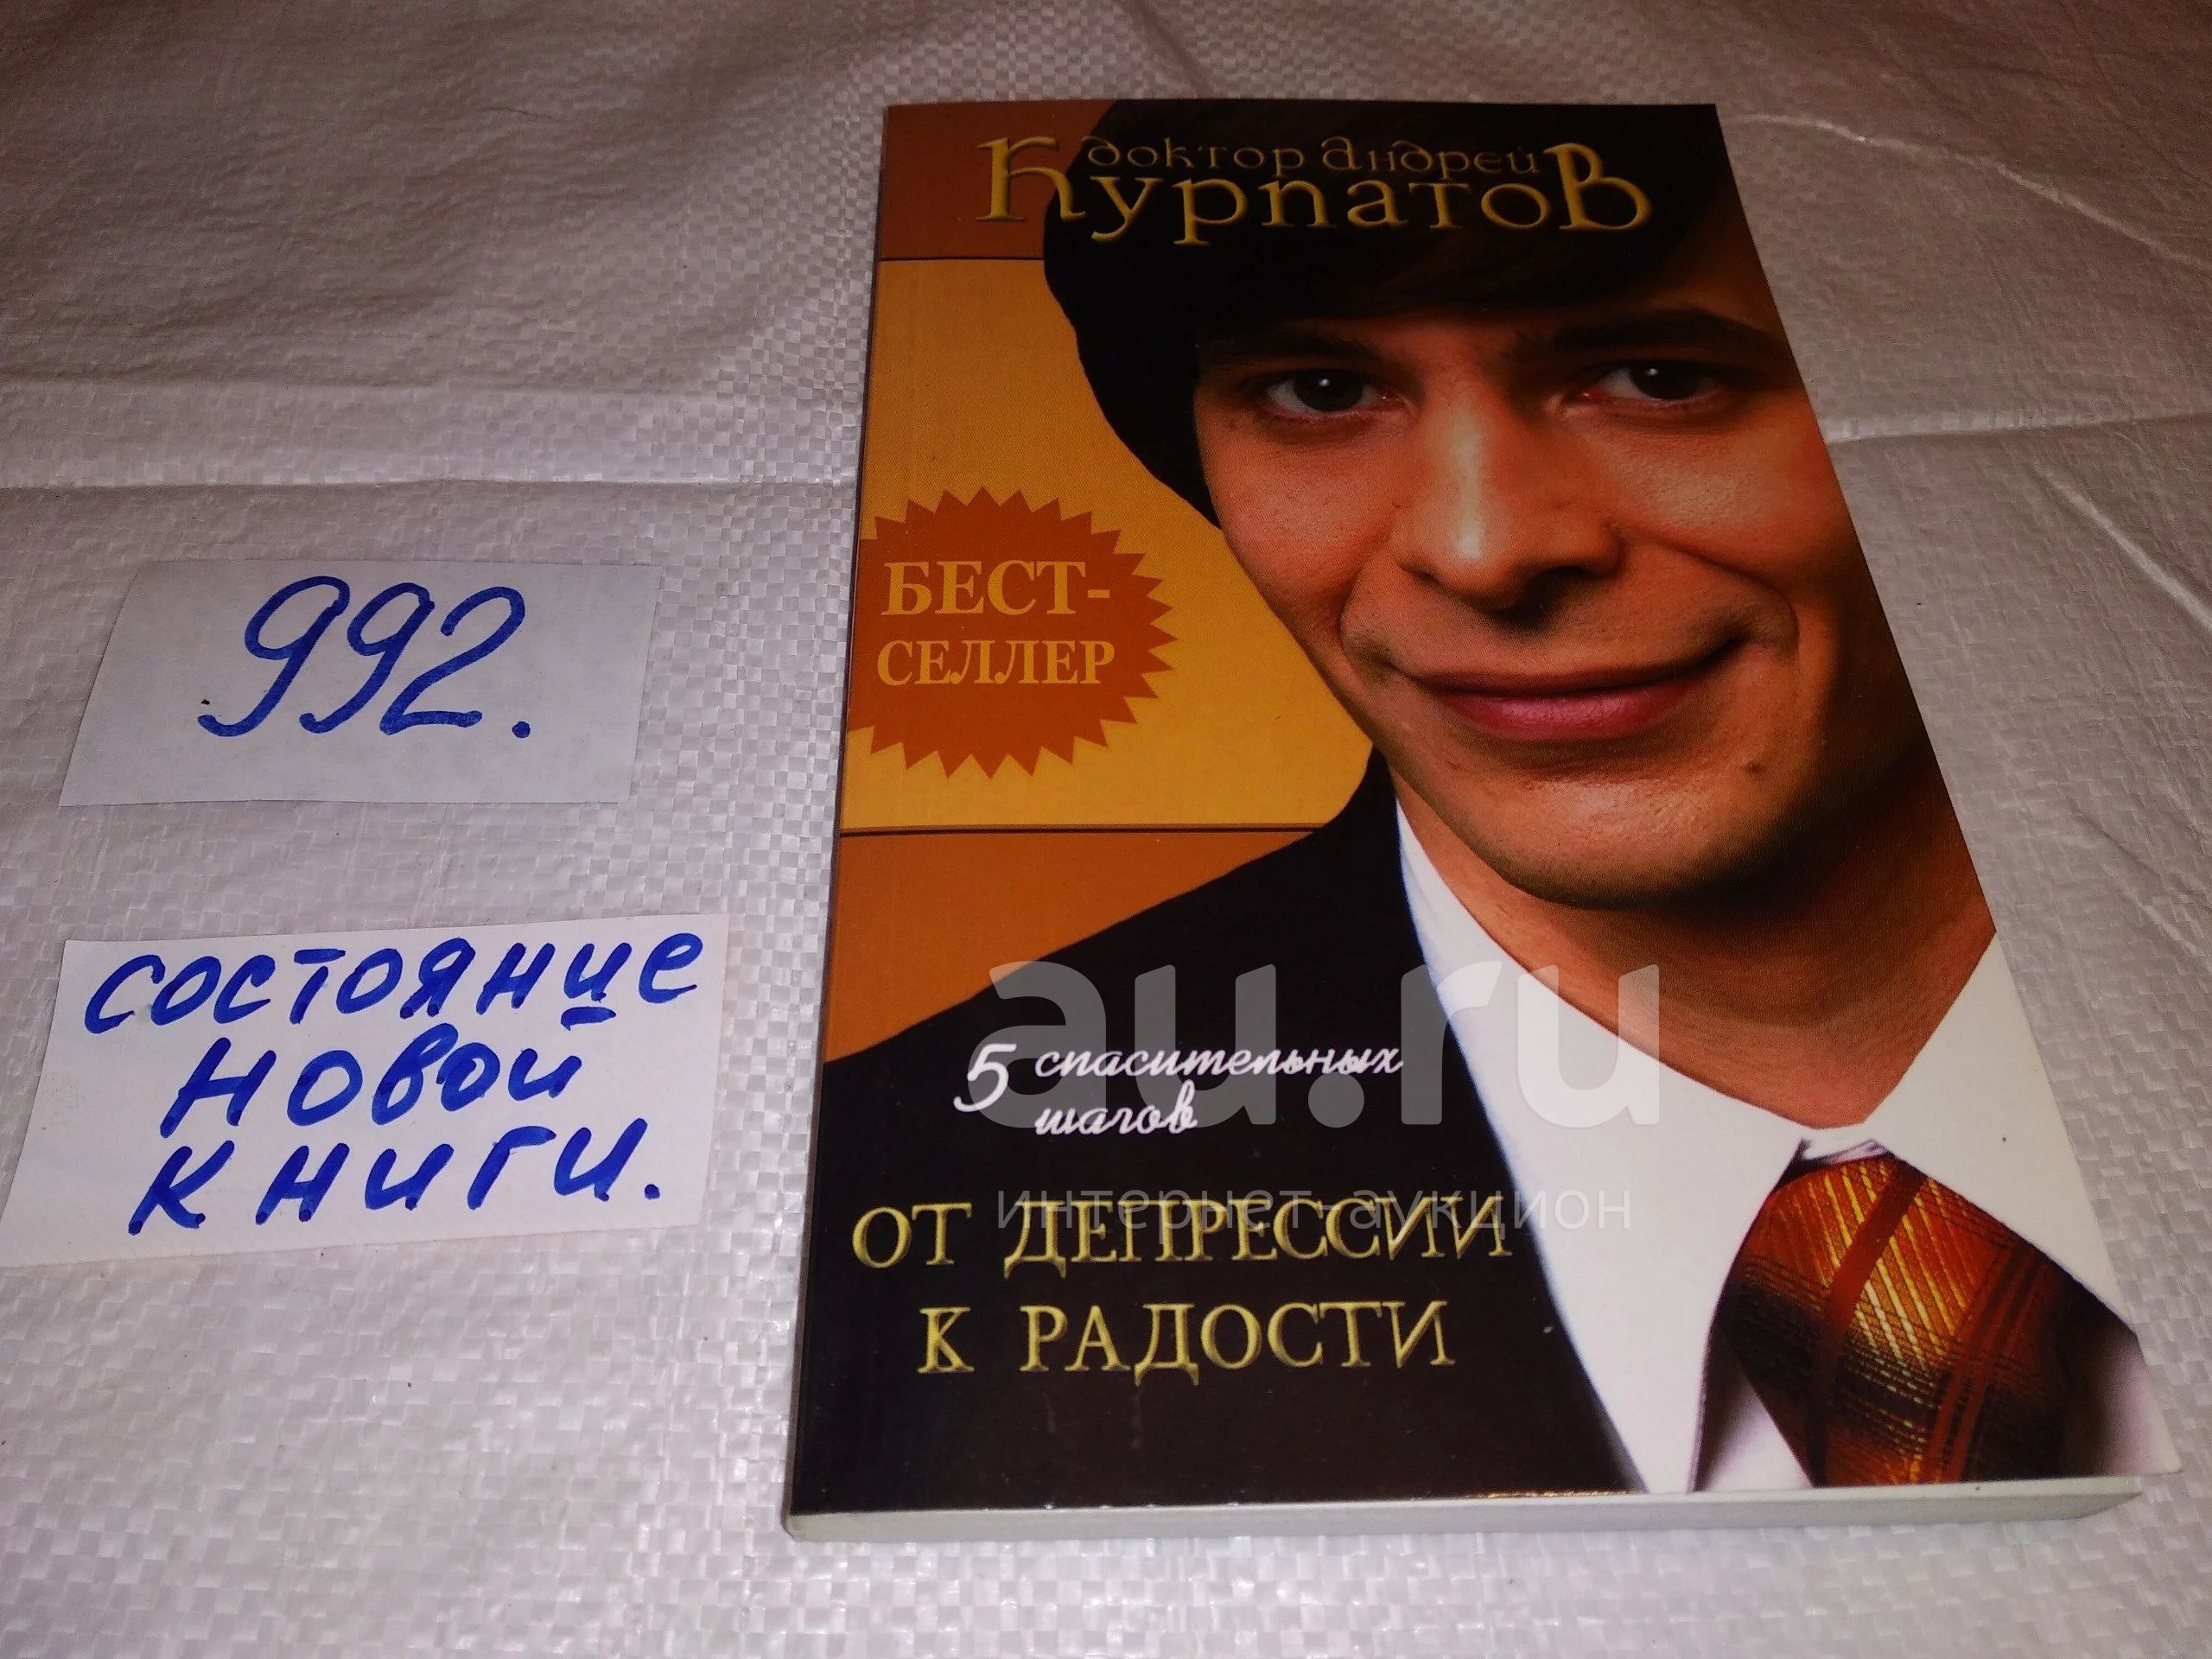 доктор Андрей
Курпатов
БЕСТ-
СЕЛЛЕР
992.
состояние
новой
книги.
au.ru
интернет-аукцион
5 спасительных
шагов
ОТ ДЕПРЕССИИ
К РАДОСТИ